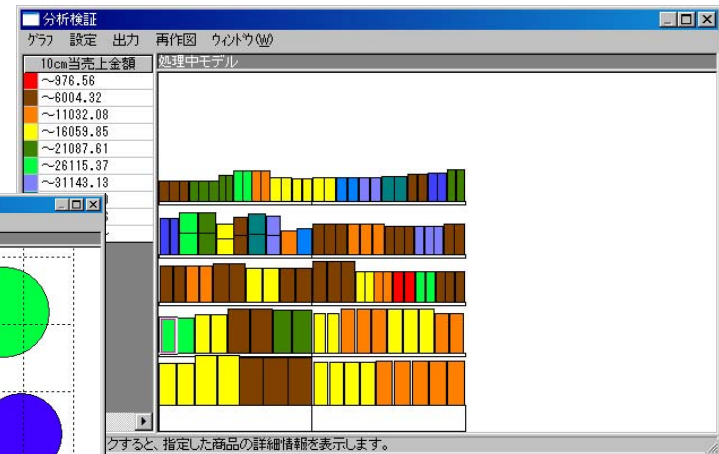 分析検証
グラフ 設定 出力 再作図 ウィンドウ(W)
10cm当売上金額
処理中モデル
～976.56
～6004.32
～11032.08
～16059.85
～21087.61
～26115.37
～31143.13
クすると、指定した商品の詳細情報を表示します。